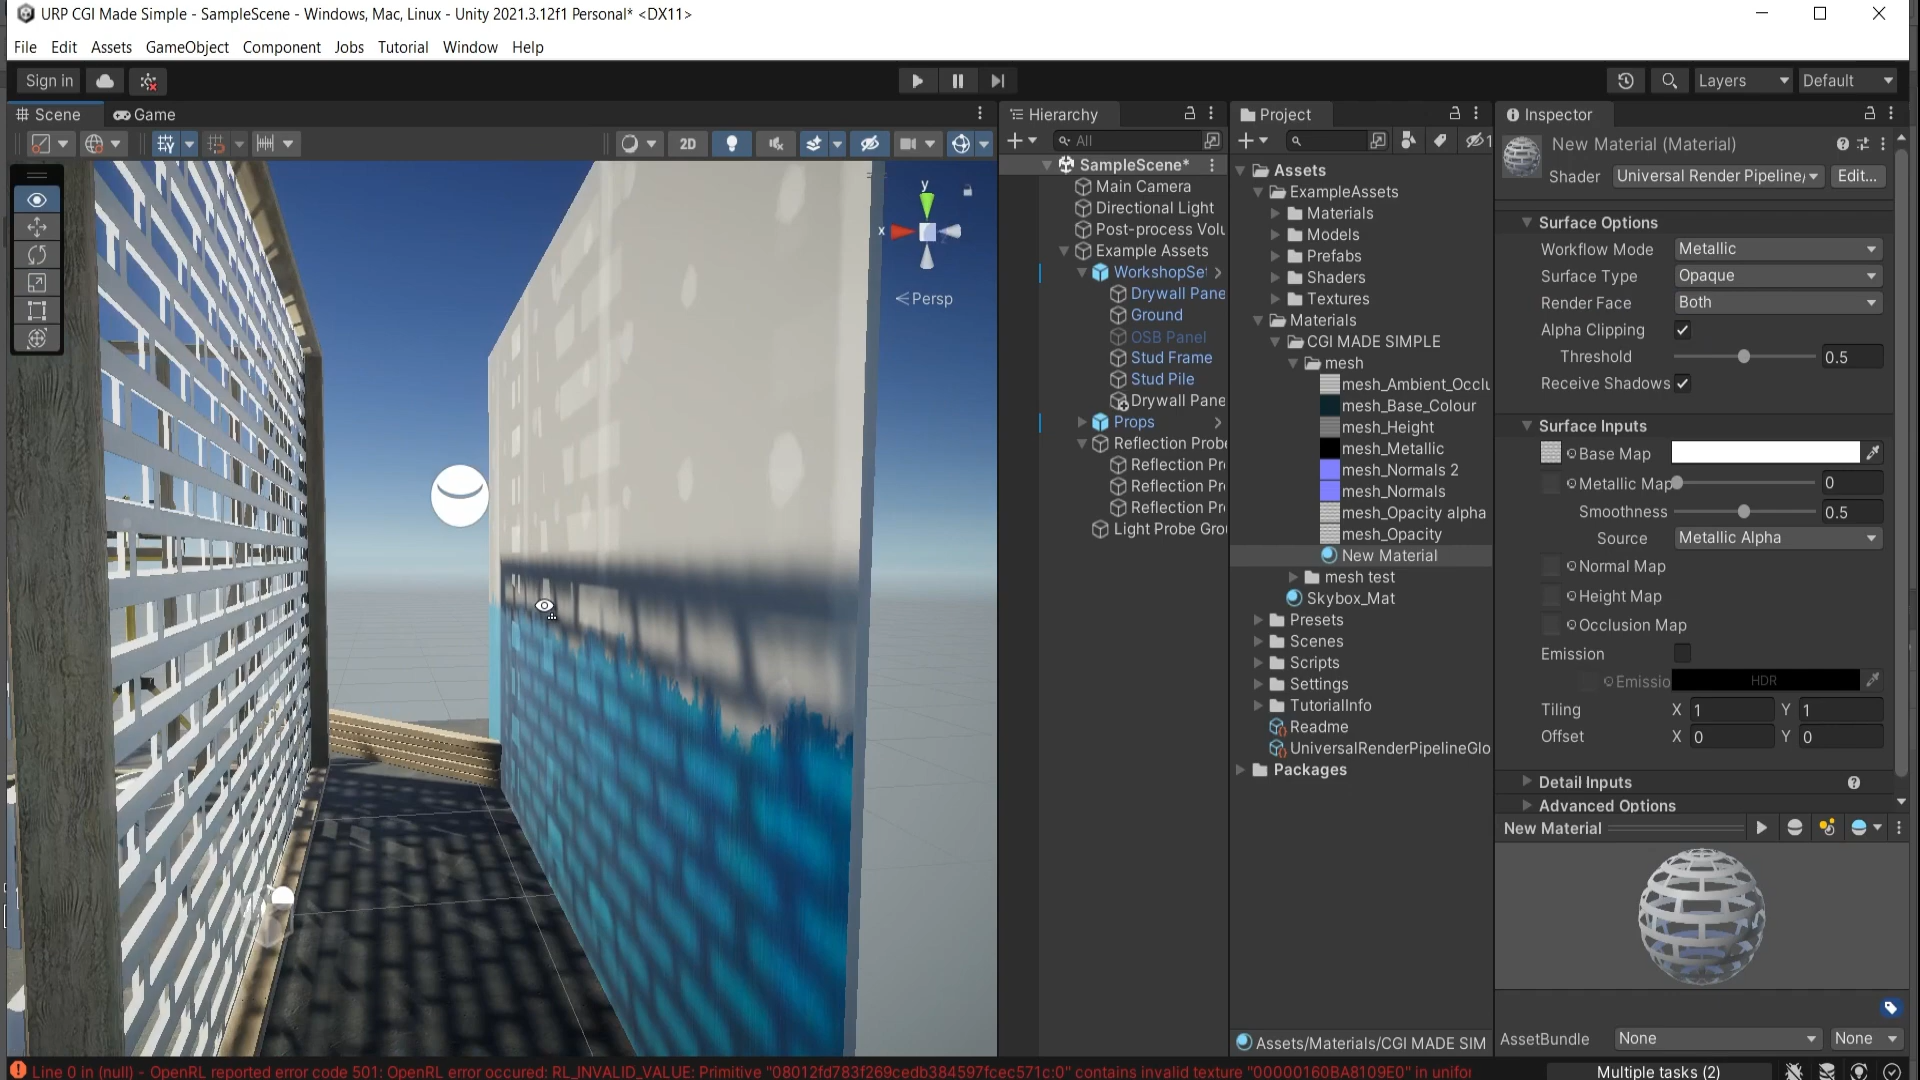 URP CGI Made Simple - SampleScene - Windows, Mac, Linux - Unity 2021.3.12f1 Personal* <DX11>
File Edit Assets GameObject Component Jobs Tutorial Window Help
Sign in
Layers
Default
Scene
Game
2D
y
x
Persp
Hierarchy
All
SampleScene*
Main Camera
Directional Light
Post-process Volu
Example Assets
WorkshopSet
Drywall Pane
Ground
OSB Panel
Stud Frame
Stud Pile
Drywall Pane
Props
Reflection Probe
Reflection Pr
Reflection Pr
Reflection Pr
Light Probe Grou
Project
1
Assets
ExampleAssets
Materials
Models
Prefabs
Shaders
Textures
Materials
CGI MADE SIMPLE
mesh
mesh_Ambient_Occlu
mesh_Base_Colour
mesh_Height
mesh_Metallic
mesh_Normals 2
mesh_Normals
mesh_Opacity alpha
mesh_Opacity
New Material
mesh test
Skybox_Mat
Presets
Scenes
Scripts
Settings
TutorialInfo
Readme
UniversalRenderPipelineGlo
Packages
Assets/Materials/CGI MADE SIM
Inspector
New Material (Material)
Shader Universal Render Pipeline/ Edit...
Surface Options
Workflow Mode Metallic
Surface Type Opaque
Render Face Both
Alpha Clipping
Threshold 0.5
Receive Shadows
Surface Inputs
Base Map
Metallic Map 0
Smoothness 0.5
Source Metallic Alpha
Normal Map
Height Map
Occlusion Map
Emission
Emissio HDR
Tiling X 1 Y 1
Offset X 0 Y 0
Detail Inputs
Advanced Options
New Material
AssetBundle None None
Line 0 in (null) - OpenRL reported error code 501: OpenRL error occured: RL_INVALID_VALUE: Primitive "08012fd783f269cedb384597fcec571c:0" contains invalid texture "00000160BA8109E0" in unifor
Multiple tasks (2)